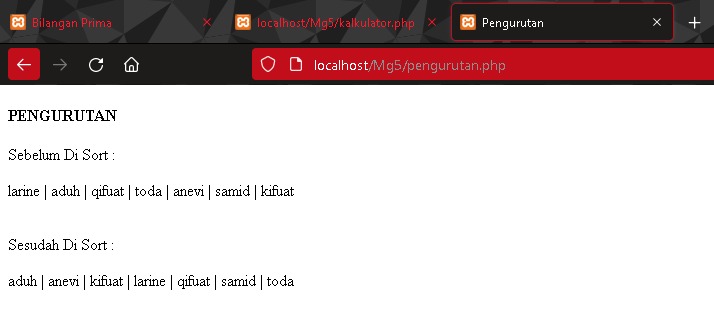 Bilangan Prima
localhost/Mg5/kalkulator.php
Pengurutan
localhost/Mg5/pengurutan.php
PENGURUTAN
Sebelum Di Sort :
larine | aduh | qifuat | toda | anevi | samid | kifuat
Sesudah Di Sort :
aduh | anevi | kifuat | larine | qifuat | samid | toda